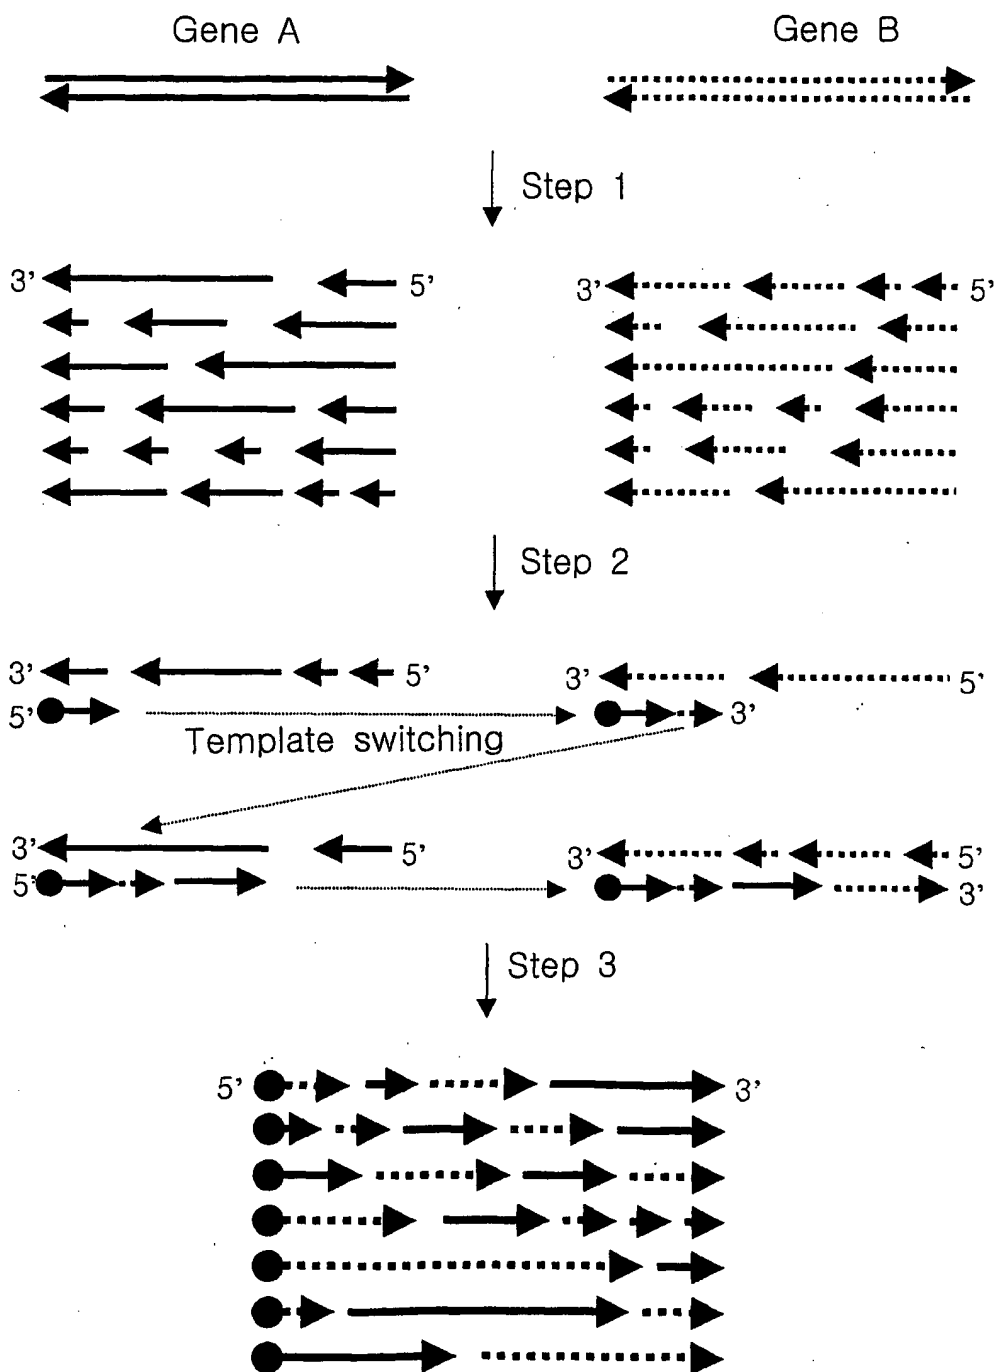 Gene A Gene B
Step 1
3' 5' 3' 5'
Step 2
3' 5' 3' 5'
5' 3'
Template switching
3' 5' 3' 5'
5' 3'
Step 3
5' 3'